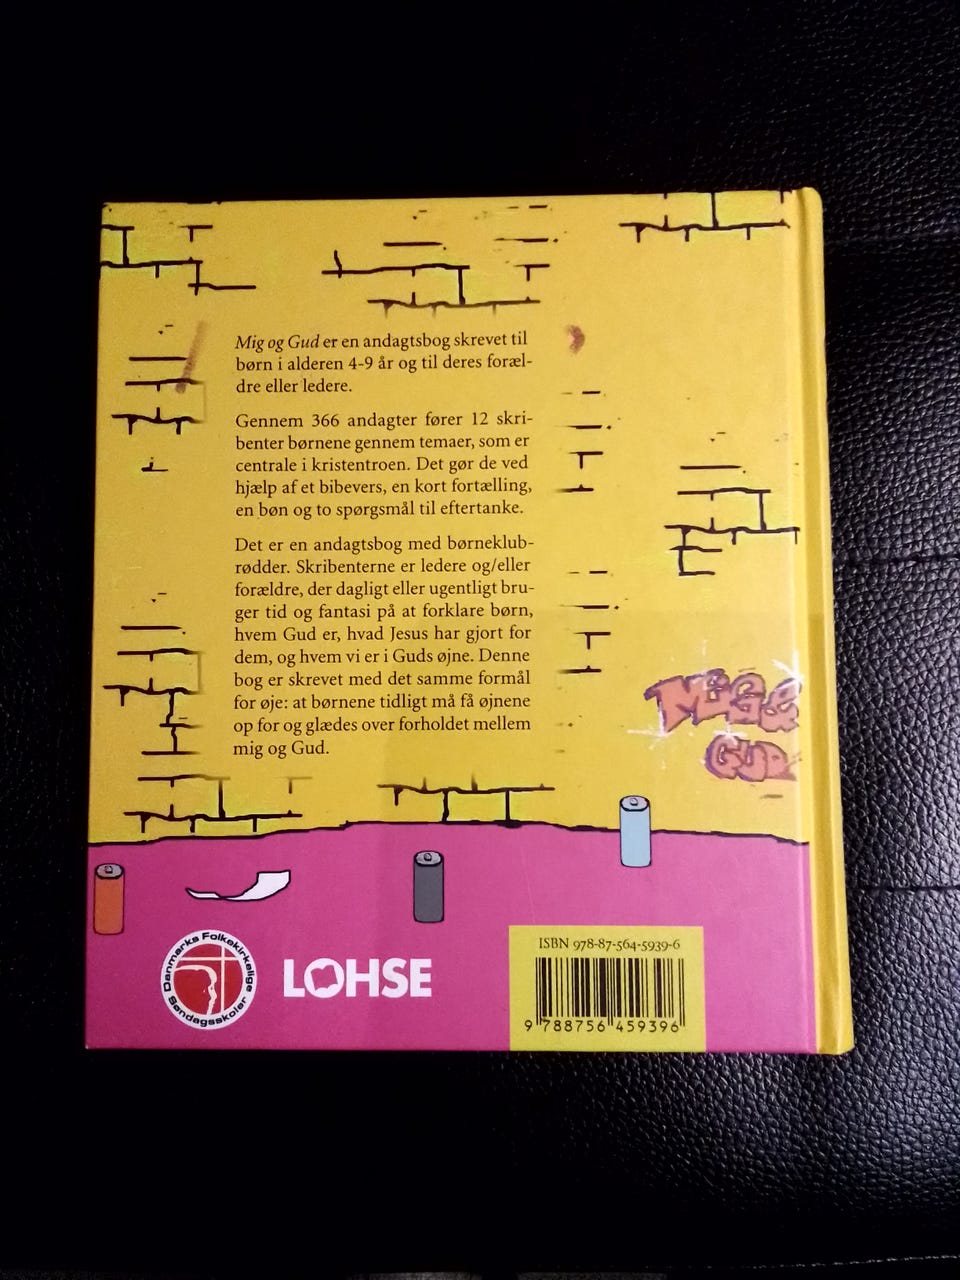 Mig og Gud er en andagtsbog skrevet til
børn i alderen 4-9 år og til deres foræl-
dre eller ledere.
Gennem 366 andagter fører 12 skri-
benter børnene gennem temaer, som er
centrale i kristentroen. Det gør de ved
hjælp af et bibevers, en kort fortælling,
en bøn og to spørgsmål til eftertanke.
Det er en andagtsbog med børneklub-
rødder. Skribenterne er ledere og/eller
forældre, der dagligt eller ugentligt bru-
ger tid og fantasi på at forklare børn,
hvem Gud er, hvad Jesus har gjort for
dem, og hvem vi er i Guds øjne. Denne
bog er skrevet med det samme formål
for øje: at børnene tidligt må få øjnene
op for og glædes over forholdet mellem
mig og Gud.
MiG &
GUD
Danmarks Folkekirkelige
Søndagsskoler
LOHSE
ISBN 978-87-564-5939-6
9 788756 459396